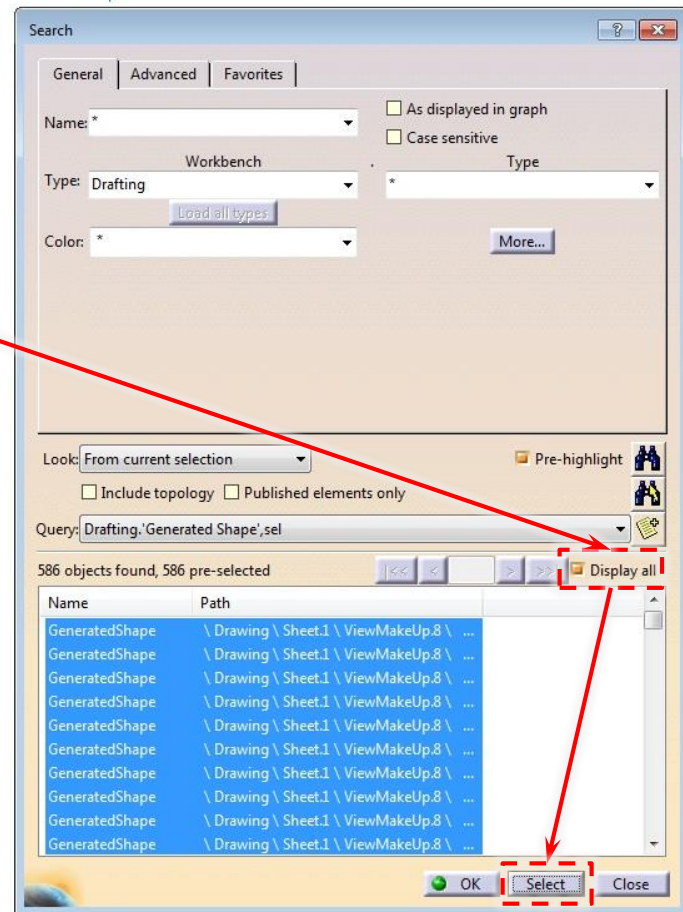 Search
General Advanced Favorites
Name: * As displayed in graph
Case sensitive
Workbench . Type
Type: Drafting *
Load all types
Color: * More...
Look: From current selection Pre-highlight
Include topology Published elements only
Query: Drafting.'Generated Shape',sel
586 objects found, 586 pre-selected |<< < > >>| Display all
Name Path
GeneratedShape \ Drawing \ Sheet.1 \ ViewMakeUp.8 \ ...
GeneratedShape \ Drawing \ Sheet.1 \ ViewMakeUp.8 \ ...
GeneratedShape \ Drawing \ Sheet.1 \ ViewMakeUp.8 \ ...
GeneratedShape \ Drawing \ Sheet.1 \ ViewMakeUp.8 \ ...
GeneratedShape \ Drawing \ Sheet.1 \ ViewMakeUp.8 \ ...
GeneratedShape \ Drawing \ Sheet.1 \ ViewMakeUp.8 \ ...
GeneratedShape \ Drawing \ Sheet.1 \ ViewMakeUp.8 \ ...
GeneratedShape \ Drawing \ Sheet.1 \ ViewMakeUp.8 \ ...
GeneratedShape \ Drawing \ Sheet.1 \ ViewMakeUp.8 \ ...
GeneratedShape \ Drawing \ Sheet.1 \ ViewMakeUp.8 \ ...
OK Select Close